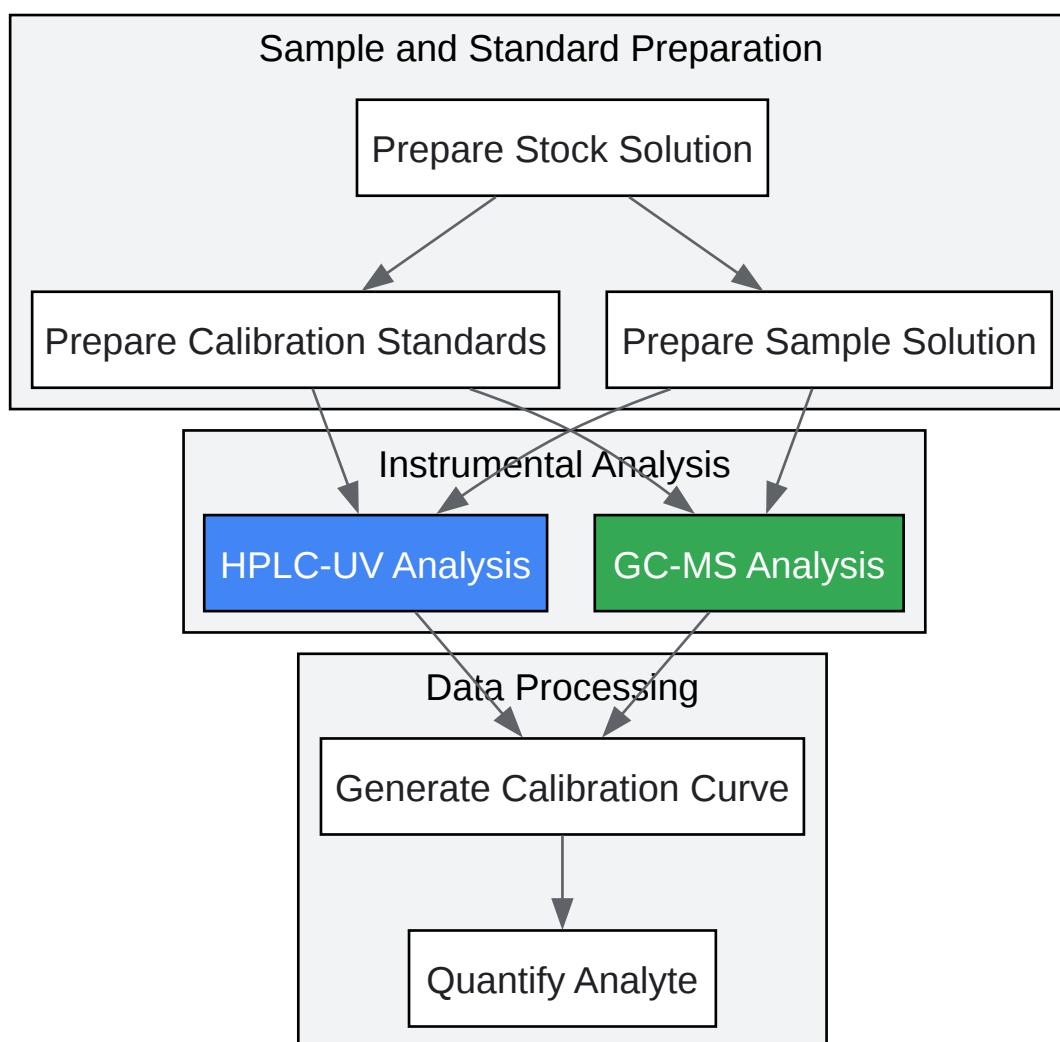 Sample and Standard Preparation
Prepare Stock Solution
Prepare Calibration Standards
Prepare Sample Solution
Instrumental Analysis
HPLC-UV Analysis
GC-MS Analysis
Data Processing
Generate Calibration Curve
Quantify Analyte